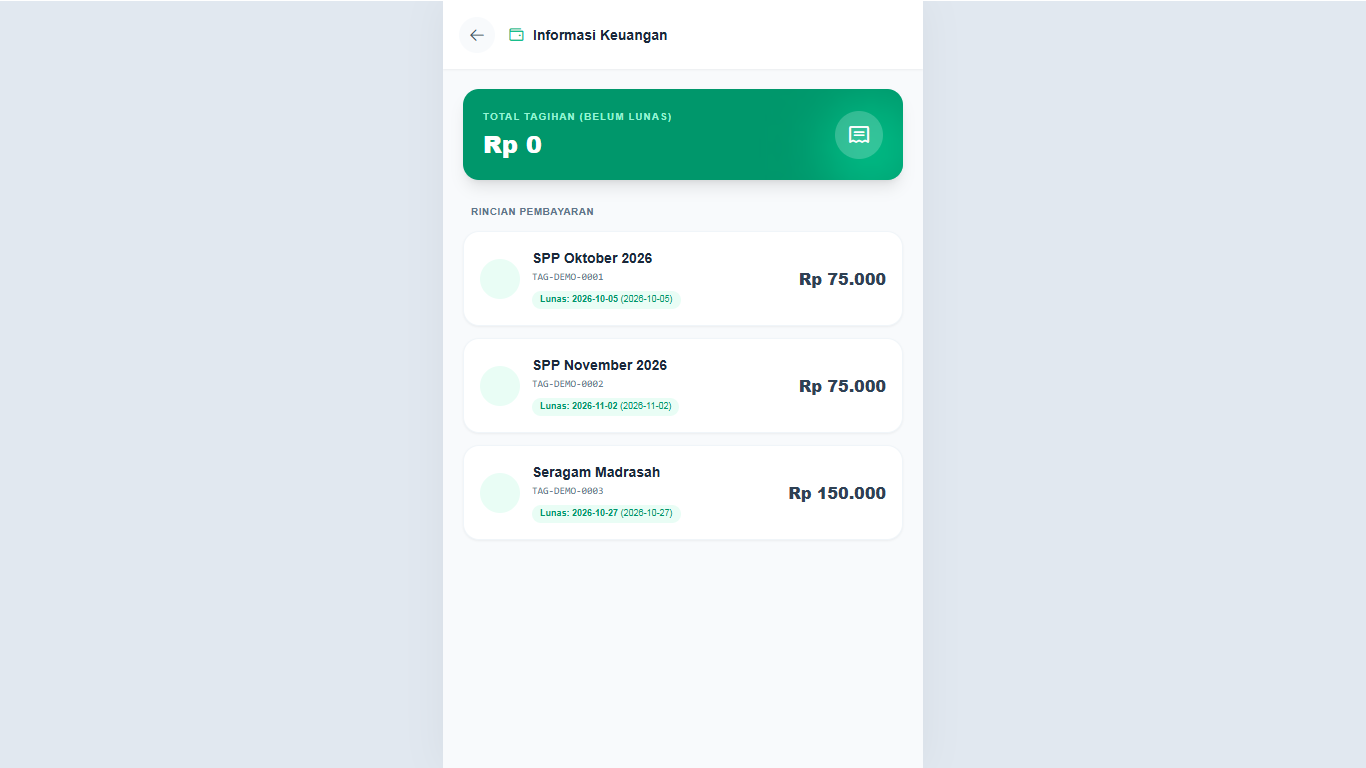 Informasi Keuangan
TOTAL TAGIHAN (BELUM LUNAS)
Rp 0
RINCIAN PEMBAYARAN
SPP Oktober 2026
TAG-DEMO-0001
Lunas: 2026-10-05 (2026-10-05)
Rp 75.000
SPP November 2026
TAG-DEMO-0002
Lunas: 2026-11-02 (2026-11-02)
Rp 75.000
Seragam Madrasah
TAG-DEMO-0003
Lunas: 2026-10-27 (2026-10-27)
Rp 150.000